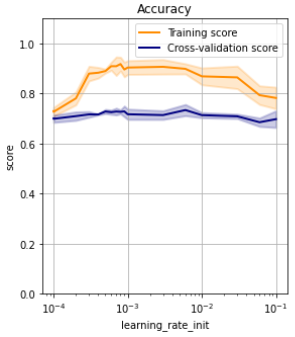 Accuracy
Training score
Cross-validation score
1.0
0.8
0.6
0.4
0.2
0.0
score
10⁻⁴
10⁻³
10⁻²
10⁻¹
learning_rate_init